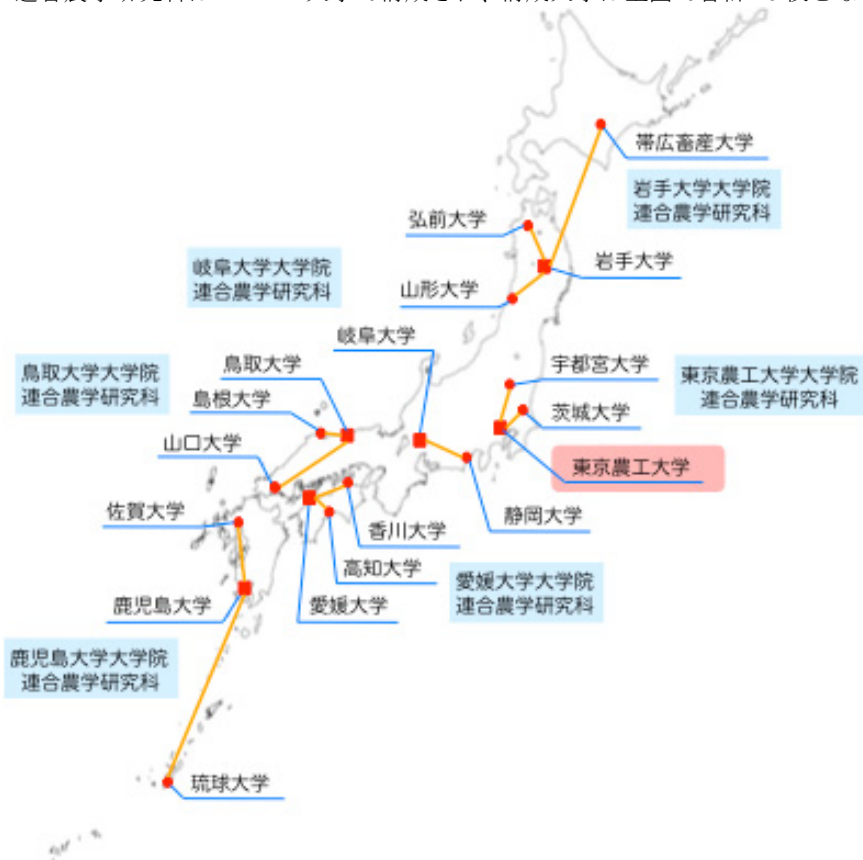 帯広畜産大学
岩手大学大学院
連合農学研究科
弘前大学
岩手大学
岐阜大学大学院
連合農学研究科
山形大学
岐阜大学
鳥取大学
宇都宮大学
鳥取大学大学院
連合農学研究科
東京農工大学大学院
連合農学研究科
島根大学
茨城大学
山口大学
東京農工大学
佐賀大学
静岡大学
香川大学
高知大学
愛媛大学大学院
連合農学研究科
鹿児島大学
愛媛大学
鹿児島大学大学院
連合農学研究科
琉球大学